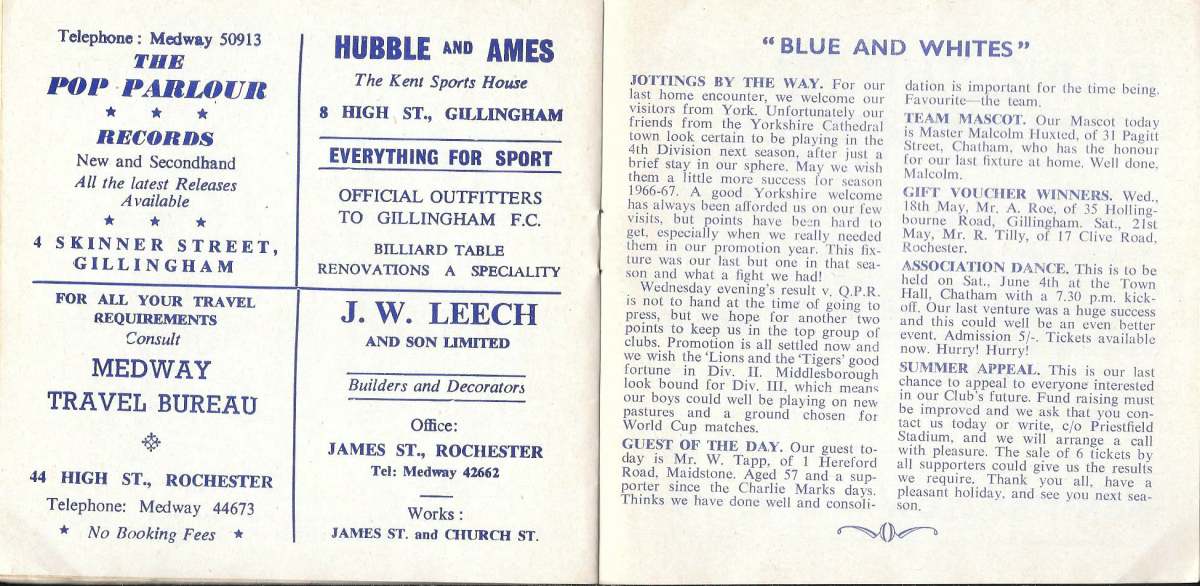 Telephone: Medway 50913
THE
POP PARLOUR
★ ★ ★
RECORDS
New and Secondhand
All the latest Releases
Available
★ ★ ★
4 SKINNER STREET,
GILLINGHAM
HUBBLE AND AMES
The Kent Sports House
8 HIGH ST., GILLINGHAM
EVERYTHING FOR SPORT
OFFICIAL OUTFITTERS
TO GILLINGHAM F.C.
BILLIARD TABLE
RENOVATIONS A SPECIALITY
FOR ALL YOUR TRAVEL
REQUIREMENTS
Consult
MEDWAY
TRAVEL BUREAU
44 HIGH ST., ROCHESTER
Telephone: Medway 44673
★ No Booking Fees ★
J. W. LEECH
AND SON LIMITED
Builders and Decorators
Office:
JAMES ST., ROCHESTER
Tel: Medway 42662
Works:
JAMES ST. and CHURCH ST.
"BLUE AND WHITES"
JOTTINGS BY THE WAY. For our
last home encounter, we welcome our
visitors from York. Unfortunately our
friends from the Yorkshire Cathedral
town look certain to be playing in the
4th Division next season, after just a
brief stay in our sphere. May we wish
them a little more success for season
1966-67. A good Yorkshire welcome
has always been afforded us on our few
visits, but points have been hard to
get, especially when we really needed
them in our promotion year. This fix-
ture was our last but one in that sea-
son and what a fight we had!
Wednesday evening's result v. Q.P.R.
is not to hand at the time of going to
press, but we hope for another two
points to keep us in the top group of
clubs. Promotion is all settled now and
we wish the 'Lions and the 'Tigers' good
fortune in Div. II. Middlesborough
look bound for Div. III, which means
our boys could well be playing on new
pastures and a ground chosen for
World Cup matches.
GUEST OF THE DAY. Our guest to-
day is Mr. W. Tapp, of 1 Hereford
Road, Maidstone. Aged 57 and a sup-
porter since the Charlie Marks days.
Thinks we have done well and consoli-
dation is important for the time being.
Favourite—the team.
TEAM MASCOT. Our Mascot today
is Master Malcolm Huxted, of 31 Pagitt
Street, Chatham, who has the honour
for our last fixture at home. Well done,
Malcolm.
GIFT VOUCHER WINNERS. Wed.,
18th May, Mr. A. Roe, of 35 Holling-
bourne Road, Gillingham. Sat., 21st
May, Mr. R. Tilly, of 17 Clive Road,
Rochester.
ASSOCIATION DANCE. This is to be
held on Sat., June 4th at the Town
Hall, Chatham with a 7.30 p.m. kick-
off. Our last venture was a huge success
and this could well be an even better
event. Admission 5/-. Tickets available
now. Hurry! Hurry!
SUMMER APPEAL. This is our last
chance to appeal to everyone interested
in our Club's future. Fund raising must
be improved and we ask that you con-
tact us today or write, c/o Priestfield
Stadium, and we will arrange a call
with pleasure. The sale of 6 tickets by
all supporters could give us the results
we require. Thank you all, have a
pleasant holiday, and see you next sea-
son.